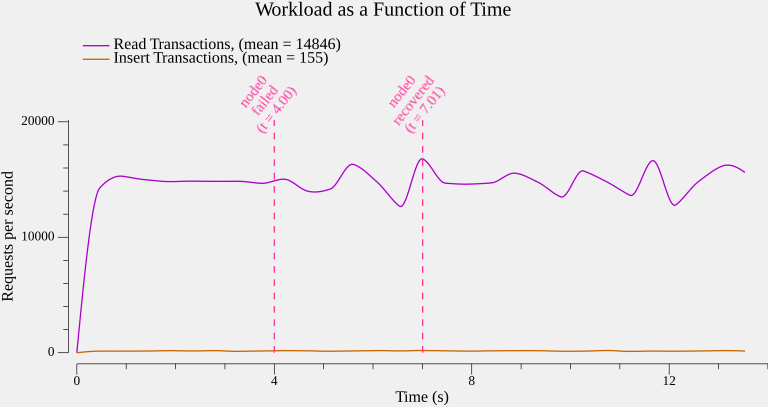 Workload as a Function of Time
Read Transactions, (mean = 14846)
Insert Transactions, (mean = 155)
node0
failed
(t = 4.00)
node0
recovered
(t = 7.01)
20000
10000
0
Requests per second
0
4
8
12
Time (s)